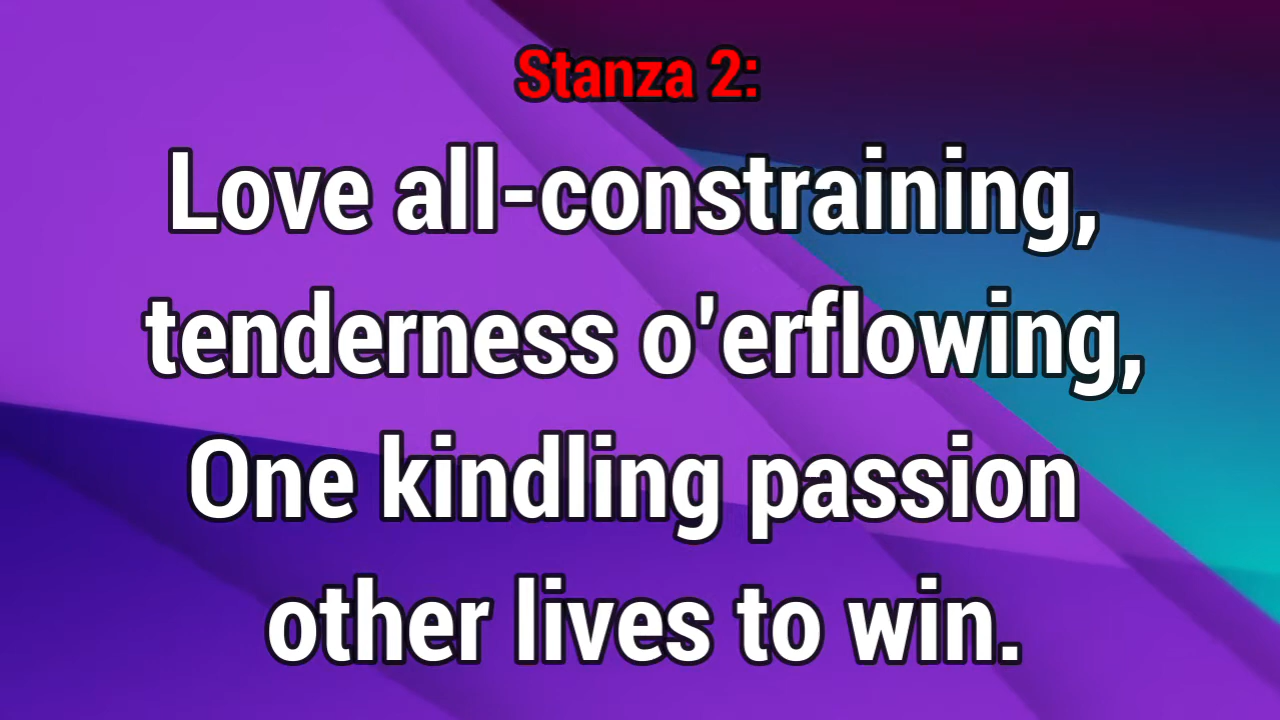 Stanza 2:
Love all-constraining,
tenderness o'erflowing,
One kindling passion
other lives to win.